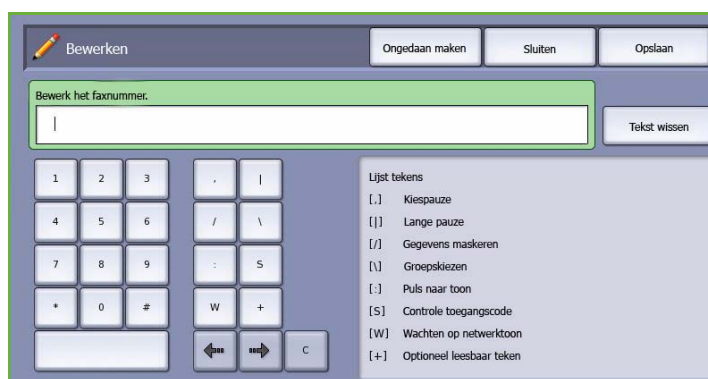 Bewerken
Ongedaan maken
Sluiten
Opslaan
Bewerk het faxnummer.
Tekst wissen
1 2 3 , |
4 5 6 / \
7 8 9 : S
* 0 # W +
C
Lijst tekens
[,] Kiespauze
[|] Lange pauze
[/] Gegevens maskeren
[\] Groepskiezen
[:] Puls naar toon
[S] Controle toegangscode
[W] Wachten op netwerktoon
[+] Optioneel leesbaar teken